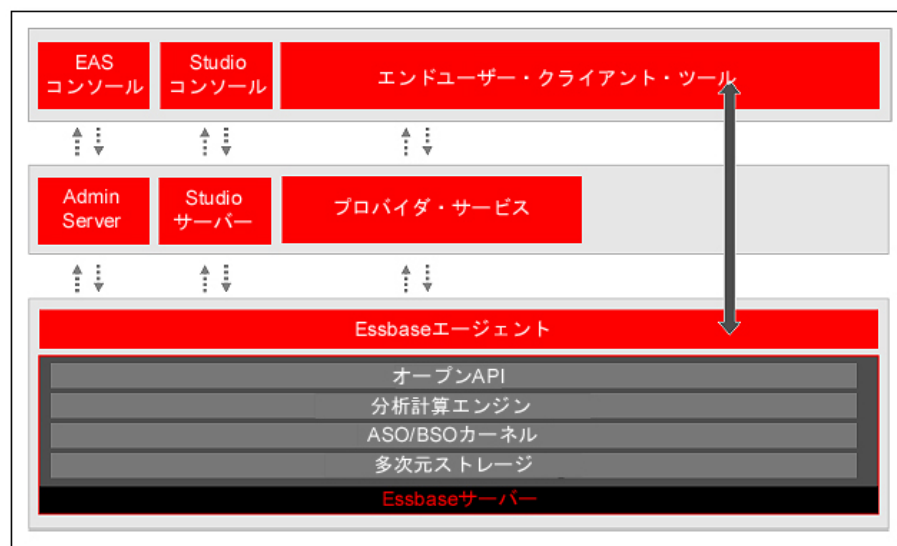 EAS
コンソール
Studio
コンソール
エンドユーザー・クライアント・ツール
Admin
Server
Studio
サーバー
プロバイダ・サービス
Essbaseエージェント
オープンAPI
分析計算エンジン
ASO/BSOカーネル
多次元ストレージ
Essbaseサーバー